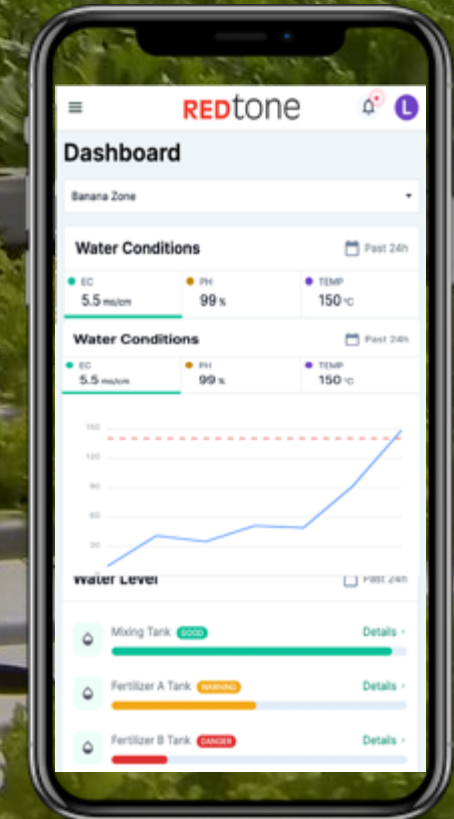 REDtone
L
Dashboard
Banana Zone
Water Conditions Past 24h
EC PH TEMP
5.5 ms/cm 99 % 150 °C
Water Conditions Past 24h
EC PH TEMP
5.5 ms/cm 99 % 150 °C
150
120
90
60
30
Water Level Past 24h
Mixing Tank GOOD Details ›
Fertilizer A Tank WARNING Details ›
Fertilizer B Tank DANGER Details ›